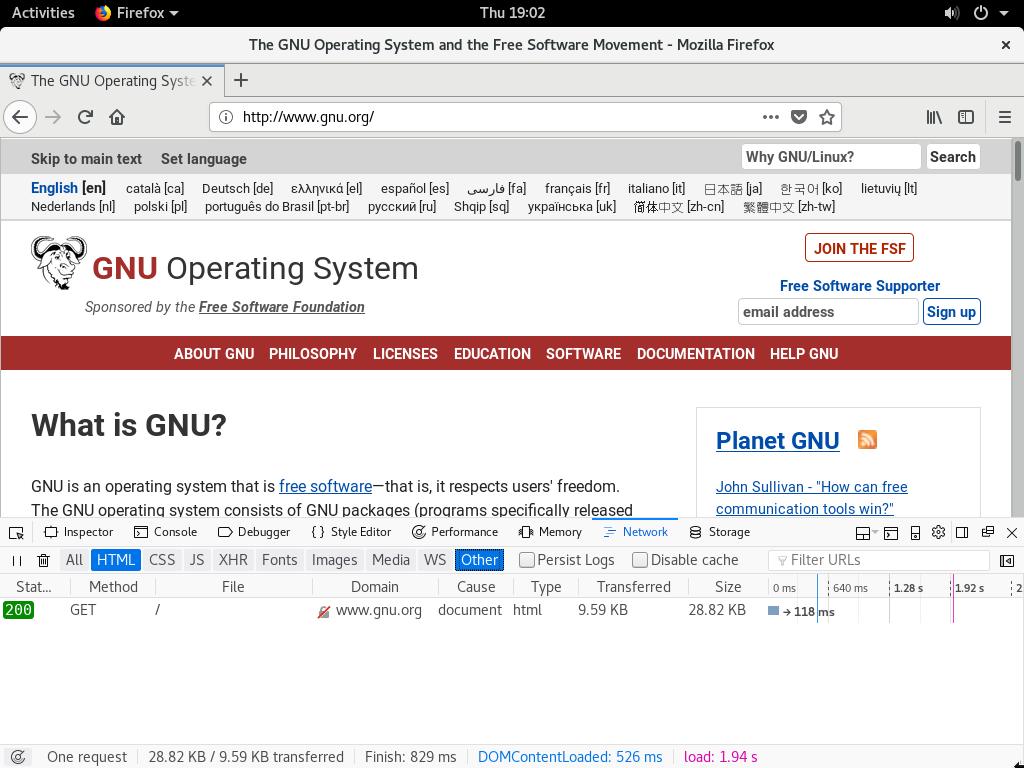 Activities Firefox Thu 19:02
The GNU Operating System and the Free Software Movement - Mozilla Firefox
The GNU Operating Syste
http://www.gnu.org/
Skip to main text Set language Why GNU/Linux? Search
English [en] català [ca] Deutsch [de] ελληνικά [el] español [es] فارسی [fa] français [fr] italiano [it] 日本語 [ja] 한국어 [ko] lietuvių [lt]
Nederlands [nl] polski [pl] português do Brasil [pt-br] русский [ru] Shqip [sq] українська [uk] 简体中文 [zh-cn] 繁體中文 [zh-tw]
JOIN THE FSF
GNU Operating System
Free Software Supporter
Sponsored by the Free Software Foundation
email address Sign up
ABOUT GNU PHILOSOPHY LICENSES EDUCATION SOFTWARE DOCUMENTATION HELP GNU
What is GNU?
Planet GNU
GNU is an operating system that is free software—that is, it respects users' freedom.
The GNU operating system consists of GNU packages (programs specifically released
John Sullivan - "How can free
communication tools win?"
Inspector Console Debugger Style Editor Performance Memory Network Storage
All HTML CSS JS XHR Fonts Images Media WS Other Persist Logs Disable cache Filter URLs
Stat... Method File Domain Cause Type Transferred Size 0 ms 640 ms 1.28 s 1.92 s 2
200 GET / www.gnu.org document html 9.59 KB 28.82 KB → 118 ms
One request 28.82 KB / 9.59 KB transferred Finish: 829 ms DOMContentLoaded: 526 ms load: 1.94 s